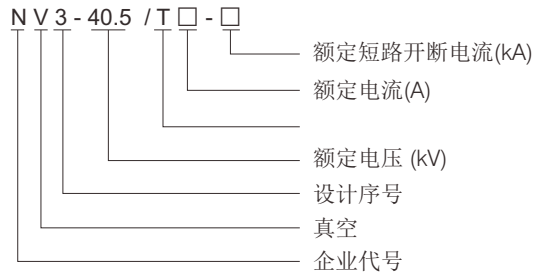 NV3-40.5 /T□-□
额定短路开断电流(kA)
额定电流(A)
额定电压 (kV)
设计序号
真空
企业代号